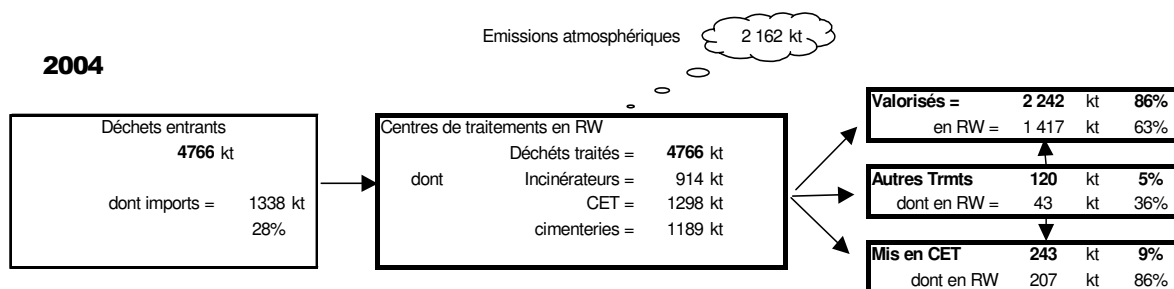 Emissions atmosphériques 2 162 kt
2004
Déchets entrants
4766 kt
dont imports = 1338 kt
28%
Centres de traitements en RW
Déchéts traités = 4766 kt
dont Incinérateurs = 914 kt
CET = 1298 kt
cimenteries = 1189 kt
Valorisés = 2 242 kt 86%
en RW = 1 417 kt 63%
Autres Trmts 120 kt 5%
dont en RW = 43 kt 36%
Mis en CET 243 kt 9%
dont en RW 207 kt 86%